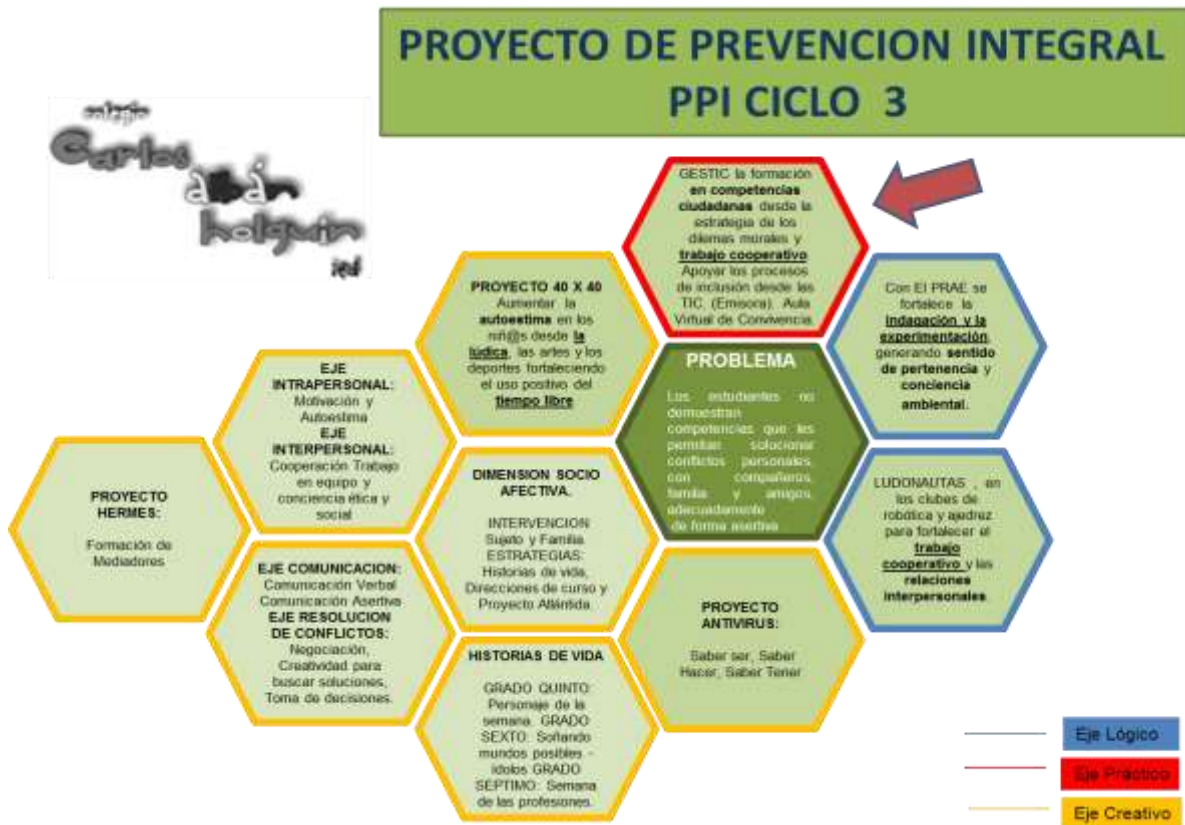 PROYECTO DE PREVENCION INTEGRAL
PPI CICLO 3
colegio
Carlos
albán
holguín
ied
GESTIC la formación
en competencias
ciudadanas desde la
estrategia de los
dilemas morales y
trabajo cooperativo
Apoyar los procesos
de inclusión desde las
TIC. (Emisora). Aula
Virtual de Convivencia.
PROYECTO 40 X 40
Aumentar la
autoestima en los
niñ@s desde la
lúdica, las artes y los
deportes fortaleciendo
el uso positivo del
tiempo libre
Con El PRAE se
fortalece la
indagación y la
experimentación,
generando sentido
de pertenencia y
conciencia
ambiental.
EJE
INTRAPERSONAL:
Motivación y
Autoestima
EJE
INTERPERSONAL:
Cooperación Trabajo
en equipo y
conciencia ética y
social
PROBLEMA
Los estudiantes no
demuestran
competencias que les
permitan solucionar
conflictos personales,
con compañeros,
familia y amigos,
adecuadamente
de forma asertiva
PROYECTO
HERMES:
Formación de
Mediadores
DIMENSION SOCIO
AFECTIVA.
INTERVENCION
Sujeto y Familia
ESTRATEGIAS:
Historias de vida,
Direcciones de curso y
Proyecto Atlántida
LUDONAUTAS , en
los clubes de
robótica y ajedrez
para fortalecer el
trabajo
cooperativo y las
relaciones
interpersonales.
EJE COMUNICACION:
Comunicación Verbal
Comunicación Asertiva
EJE RESOLUCION
DE CONFLICTOS:
Negociación,
Creatividad para
buscar soluciones,
Toma de decisiones.
PROYECTO
ANTIVIRUS:
Saber ser, Saber
Hacer, Saber Tener
HISTORIAS DE VIDA
GRADO QUINTO:
Personaje de la
semana. GRADO
SEXTO: Soñando
mundos posibles -
ídolos GRADO
SEPTIMO: Semana
de las profesiones.
Eje Lógico
Eje Práctico
Eje Creativo